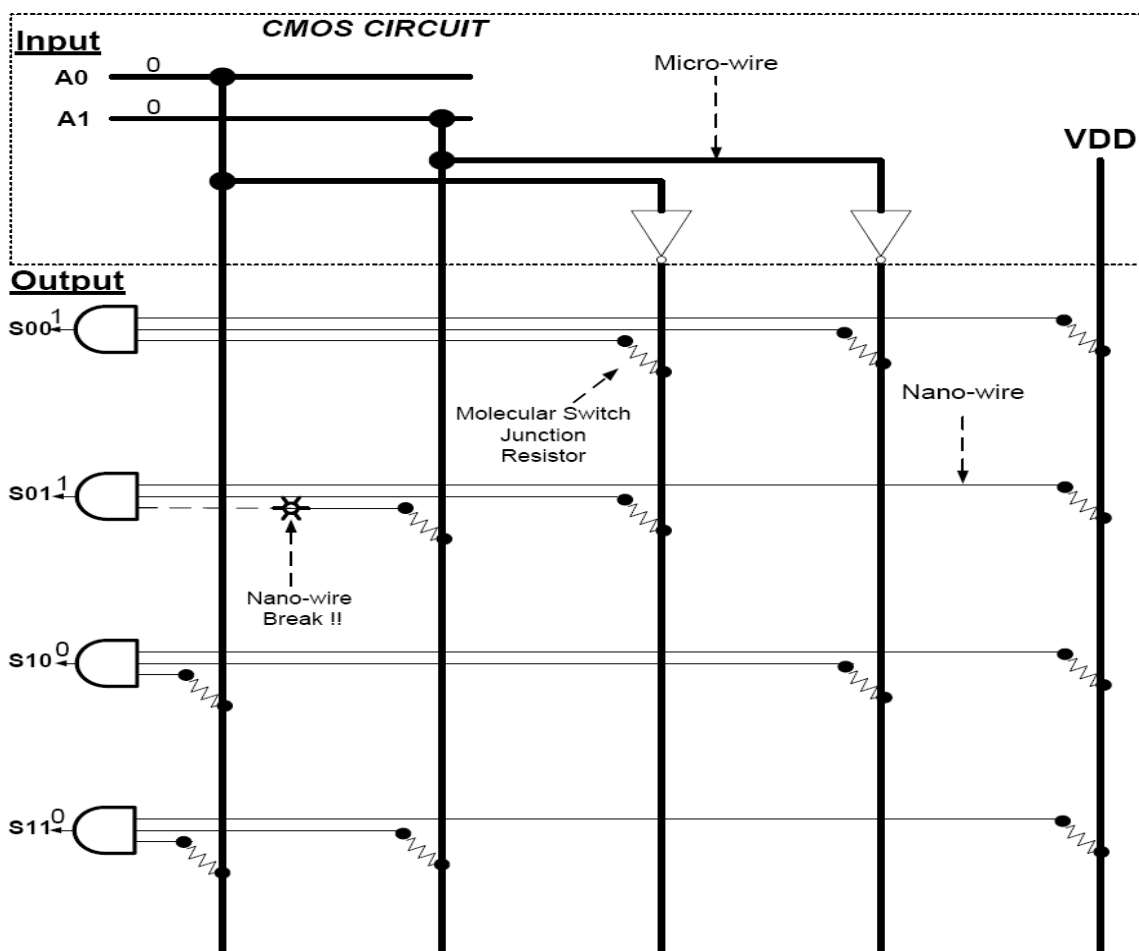 CMOS CIRCUIT
Input
A0 0
A1 0
Micro-wire
VDD
Output
S00 1
Molecular Switch
Junction
Resistor
Nano-wire
S01 1
Nano-wire
Break !!
S10 0
S11 0